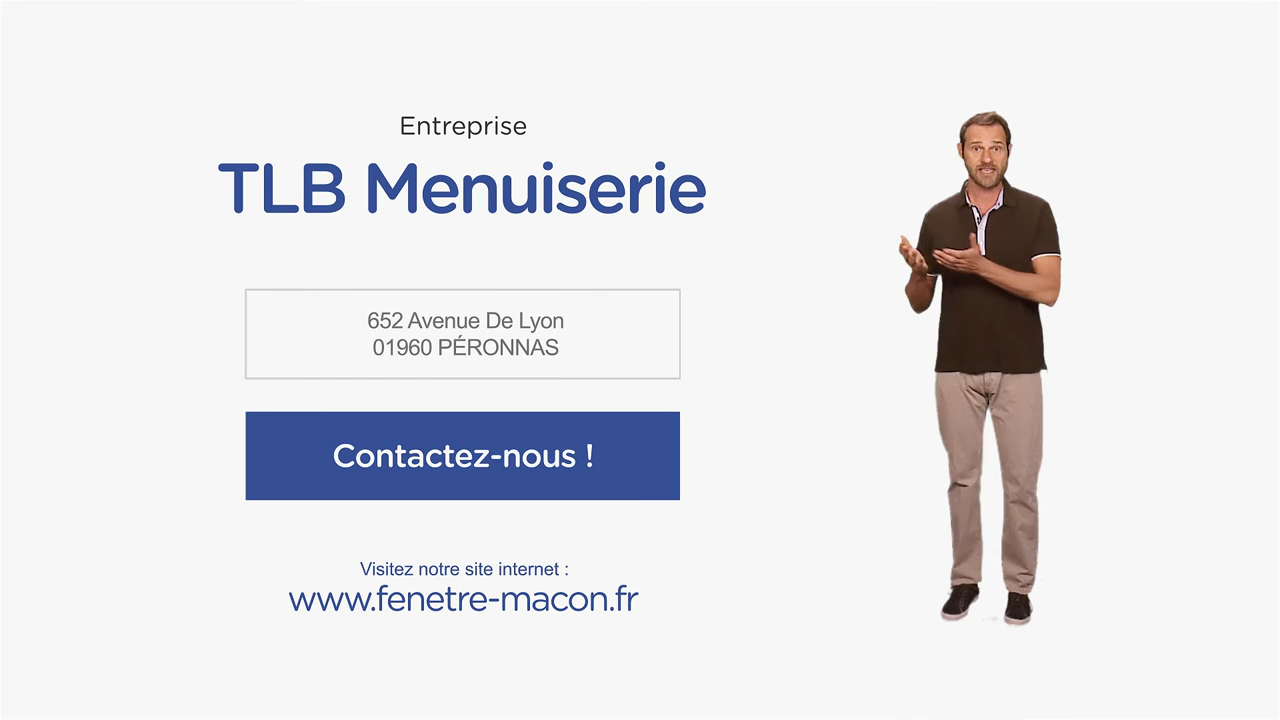 Entreprise
TLB Menuiserie
652 Avenue De Lyon
01960 PÉRONNAS
Contactez-nous !
Visitez notre site internet :
www.fenetre-macon.fr